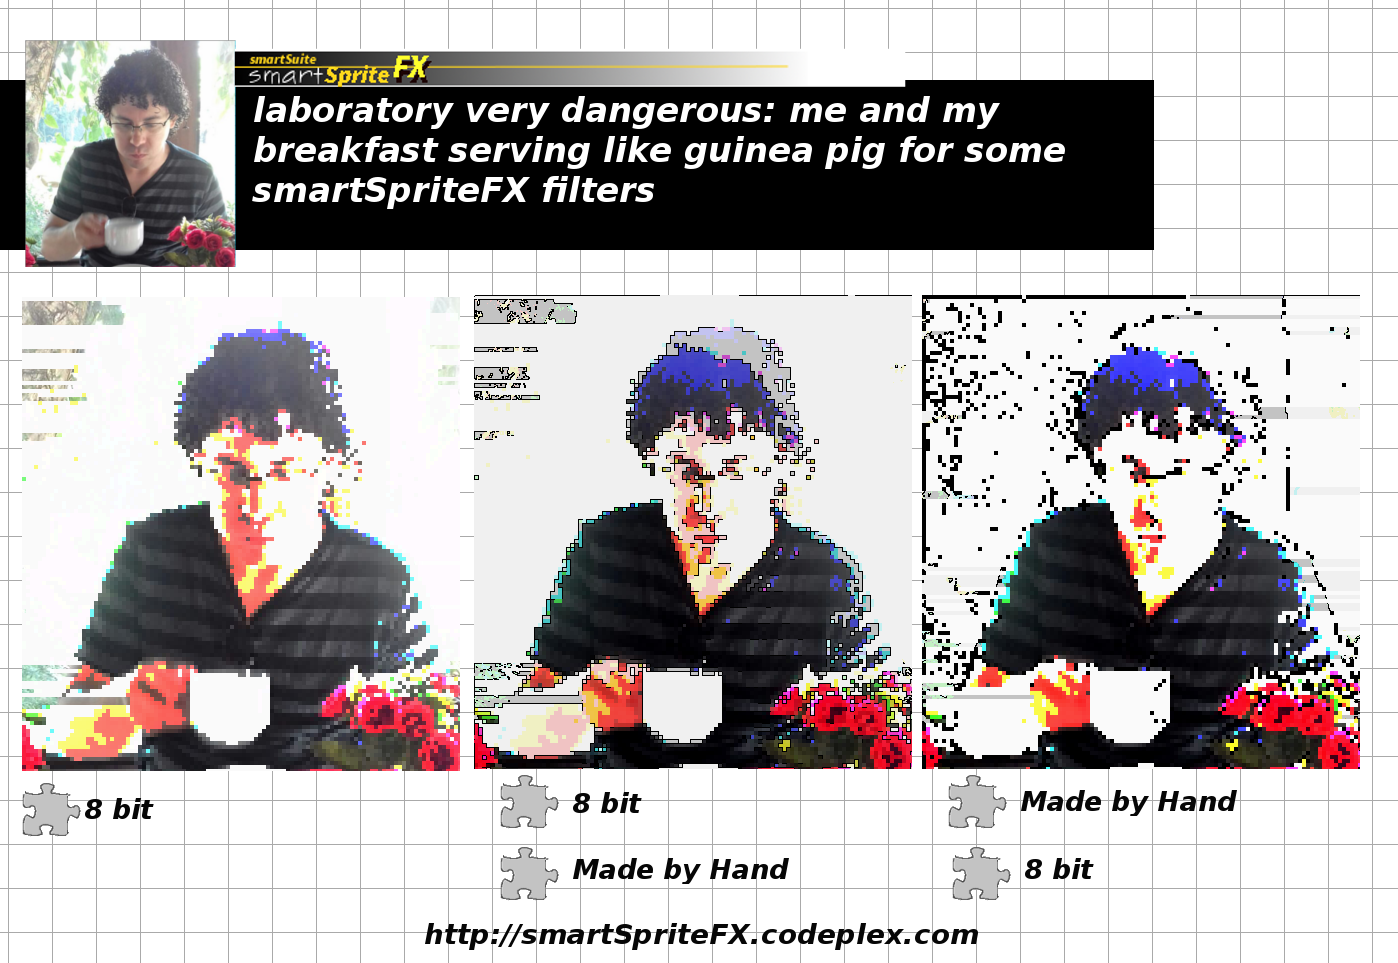 smartSuite
smartSpriteFX
laboratory very dangerous: me and my
breakfast serving like guinea pig for some
smartSpriteFX filters
8 bit
8 bit
Made by Hand
Made by Hand
8 bit
http://smartSpriteFX.codeplex.com